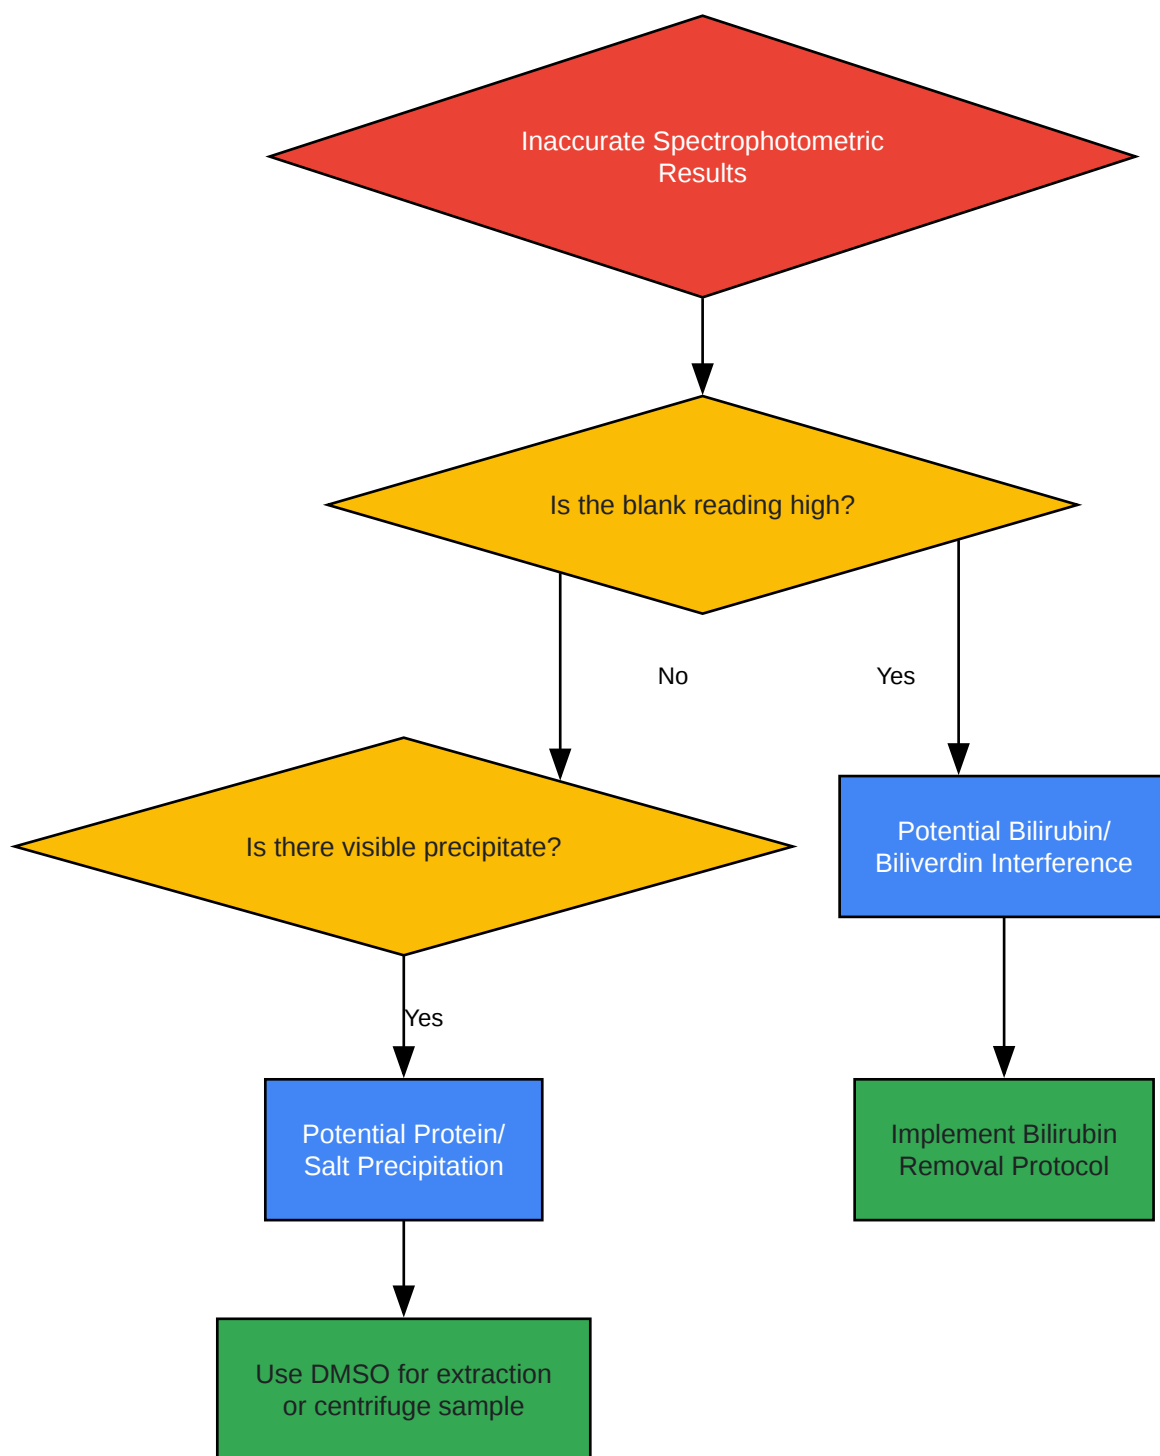 Inaccurate Spectrophotometric
Results
Is the blank reading high?
No
Yes
Is there visible precipitate?
Potential Bilirubin/
Biliverdin Interference
Yes
Potential Protein/
Salt Precipitation
Implement Bilirubin
Removal Protocol
Use DMSO for extraction
or centrifuge sample